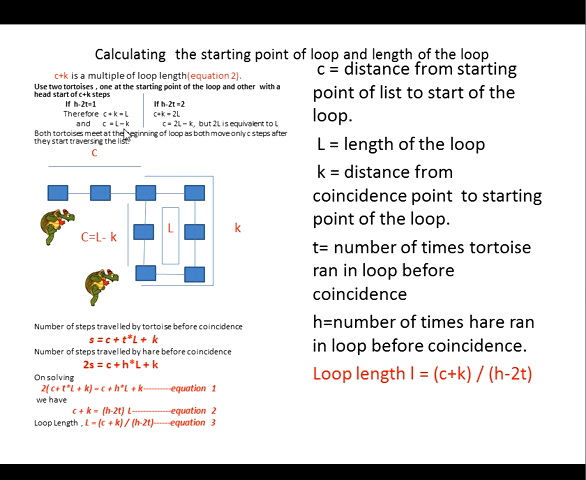 Calculating the starting point of loop and length of the loop
c+k is a multiple of loop length(equation 2).
Use two tortoises , one at the starting point of the loop and other with a
head start of c+k steps
If h-2t=1
Therefore c+k = L
and c = L– k
If h-2t =2
c+k = 2L
c = 2L – k, but 2L is equivalent to L
Both tortoises meet at the beginning of loop as both move only c steps after
they start traversing the list.
C
C=L- k
L
k
Number of steps travelled by tortoise before coincidence
s = c + t*L + k
Number of steps travelled by hare before coincidence
2s = c + h*L + k
On solving
2( c+ t*L + k) = c + h*L + k---------equation 1
we have
c + k = (h-2t) L--------------equation 2
Loop Length , L = (c + k) / (h-2t)------equation 3
c = distance from starting
point of list to start of the
loop.
L = length of the loop
k = distance from
coincidence point to starting
point of the loop.
t= number of times tortoise
ran in loop before
coincidence
h=number of times hare ran
in loop before coincidence.
Loop length l = (c+k) / (h-2t)